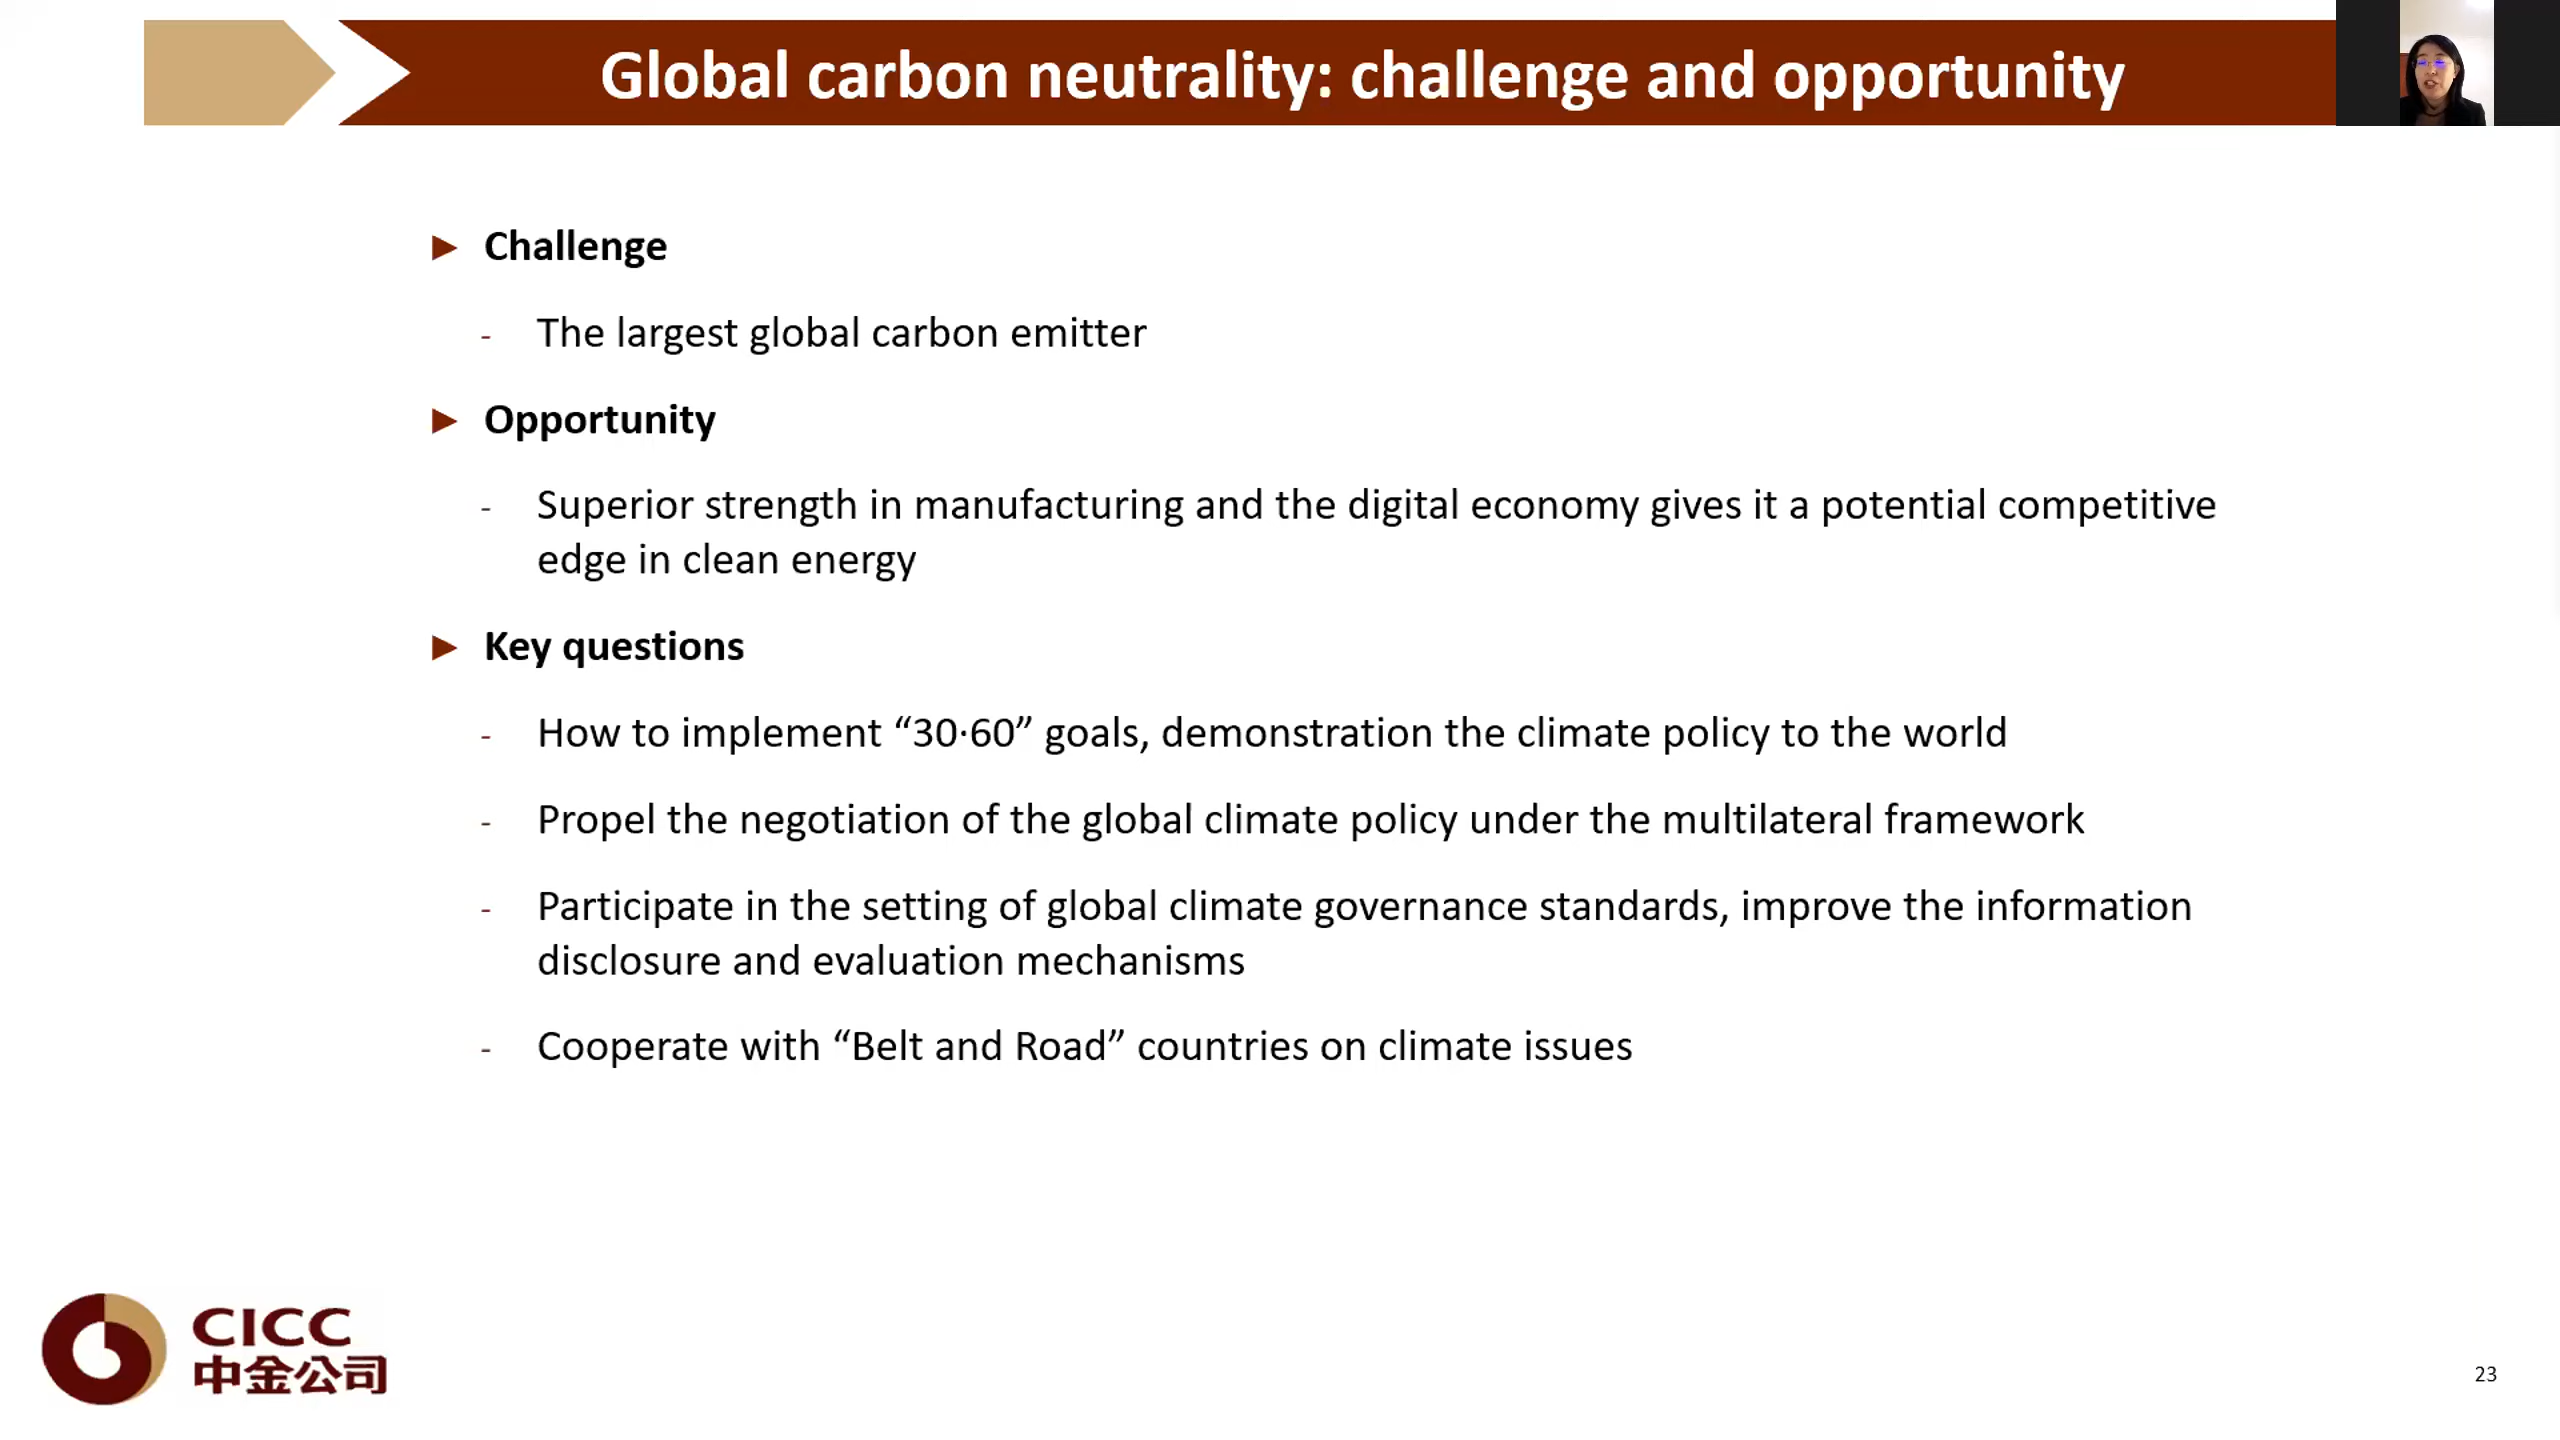 Global carbon neutrality: challenge and opportunity
► Challenge
- The largest global carbon emitter
► Opportunity
- Superior strength in manufacturing and the digital economy gives it a potential competitive
edge in clean energy
► Key questions
- How to implement “30·60” goals, demonstration the climate policy to the world
- Propel the negotiation of the global climate policy under the multilateral framework
- Participate in the setting of global climate governance standards, improve the information
disclosure and evaluation mechanisms
- Cooperate with “Belt and Road” countries on climate issues
CICC
中金公司
23